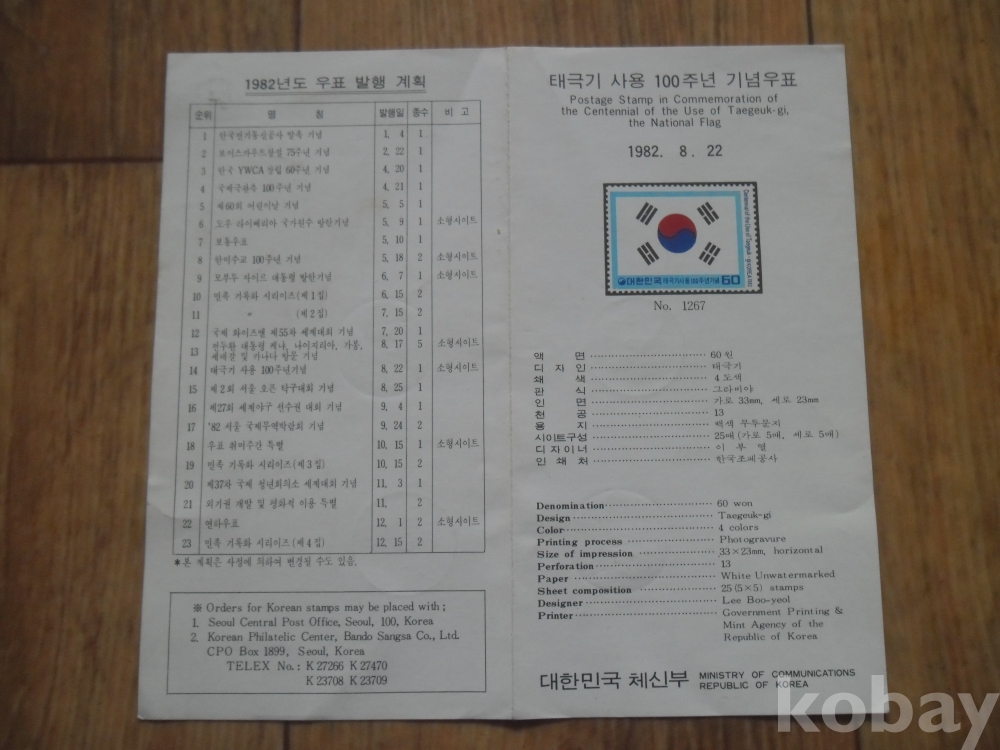 1982년도 우표 발행 계획
순위 명 칭 발행일 종수 비 고
1 한국전기통신공사 발족 기념 1, 4 1
2 보이스카우트창설 75주년 기념 2, 22 1
3 한국 YWCA 창립 60주년 기념 4, 20 1
4 국제극관측 100주년 기념 4, 21 1
5 제60회 어린이날 기념 5, 5 1
6 도우 라이베리아 국가원수 방한기념 5, 9 1 소형시이트
7 보통우표 5, 10 1
8 한미수교 100주년 기념 5, 18 2 소형시이트
9 모부투 자이르 대통령 방한기념 6, 7 1 소형시이트
10 민족 기록화 시리이즈(제1집) 6, 15 2
11 〃 (제2집) 7, 15 2
12 국제 와이즈멘 제55차 세계대회 기념 7, 20 1
13 전두환 대통령 케냐, 나이지리아, 가봉, 세네갈 및 카나다 방문 기념 8, 17 5 소형시이트
14 태극기 사용 100주년기념 8, 22 1 소형시이트
15 제2회 서울 오픈 탁구대회 기념 8, 25 1
16 제27회 세계야구 선수권 대회 기념 9, 4 1
17 '82 서울 국제무역박람회 기념 9, 24 2
18 우표 취미주간 특별 10, 15 1 소형시이트
19 민족 기록화 시리이즈(제3집) 10, 15 2
20 제37차 국제 청년회의소 세계대회 기념 11, 3 1
21 외기권 개발 및 평화적 이용 특별 11, 2
22 연하우표 12, 1 2 소형시이트
23 민족 기록화 시리이즈(제4집) 12, 15 2
*본 계획은 사정에 의하여 변경될 수도 있음.
※ Orders for Korean stamps may be placed with ;
1. Seoul Central Post Office, Seoul, 100, Korea
2. Korean Philatelic Center, Bando Sangsa Co., Ltd.
CPO Box 1899, Seoul, Korea
TELEX No. : K 27266 K 27470
K 23708 K 23709
태극기 사용 100주년 기념우표
Postage Stamp in Commemoration of
the Centennial of the Use of Taegeuk-gi,
the National Flag
1982. 8. 22
Centennial of the Use of Taegeuk-gi KOREA 1982
대한민국 태극기사용100주년기념 60
No. 1267
액 면 60원
디 자 인 태극기
쇄 색 4도색
판 식 그라비아
인 면 가로 33mm, 세로 23mm
천 공 13
용 지 백색 무투문지
시이트구성 25매(가로 5매, 세로 5매)
디 자 이 너 이 부 열
인 쇄 처 한국조폐공사
Denomination 60 won
Design Taegeuk-gi
Color 4 colors
Printing process Photogravure
Size of impression 33×23mm, horizontal
Perforation 13
Paper White Unwatermarked
Sheet composition 25 (5×5) stamps
Designer Lee Boo-yeol
Printer Government Printing &
Mint Agency of the
Republic of Korea
대한민국 체신부 MINISTRY OF COMMUNICATIONS
REPUBLIC OF KOREA
kobay